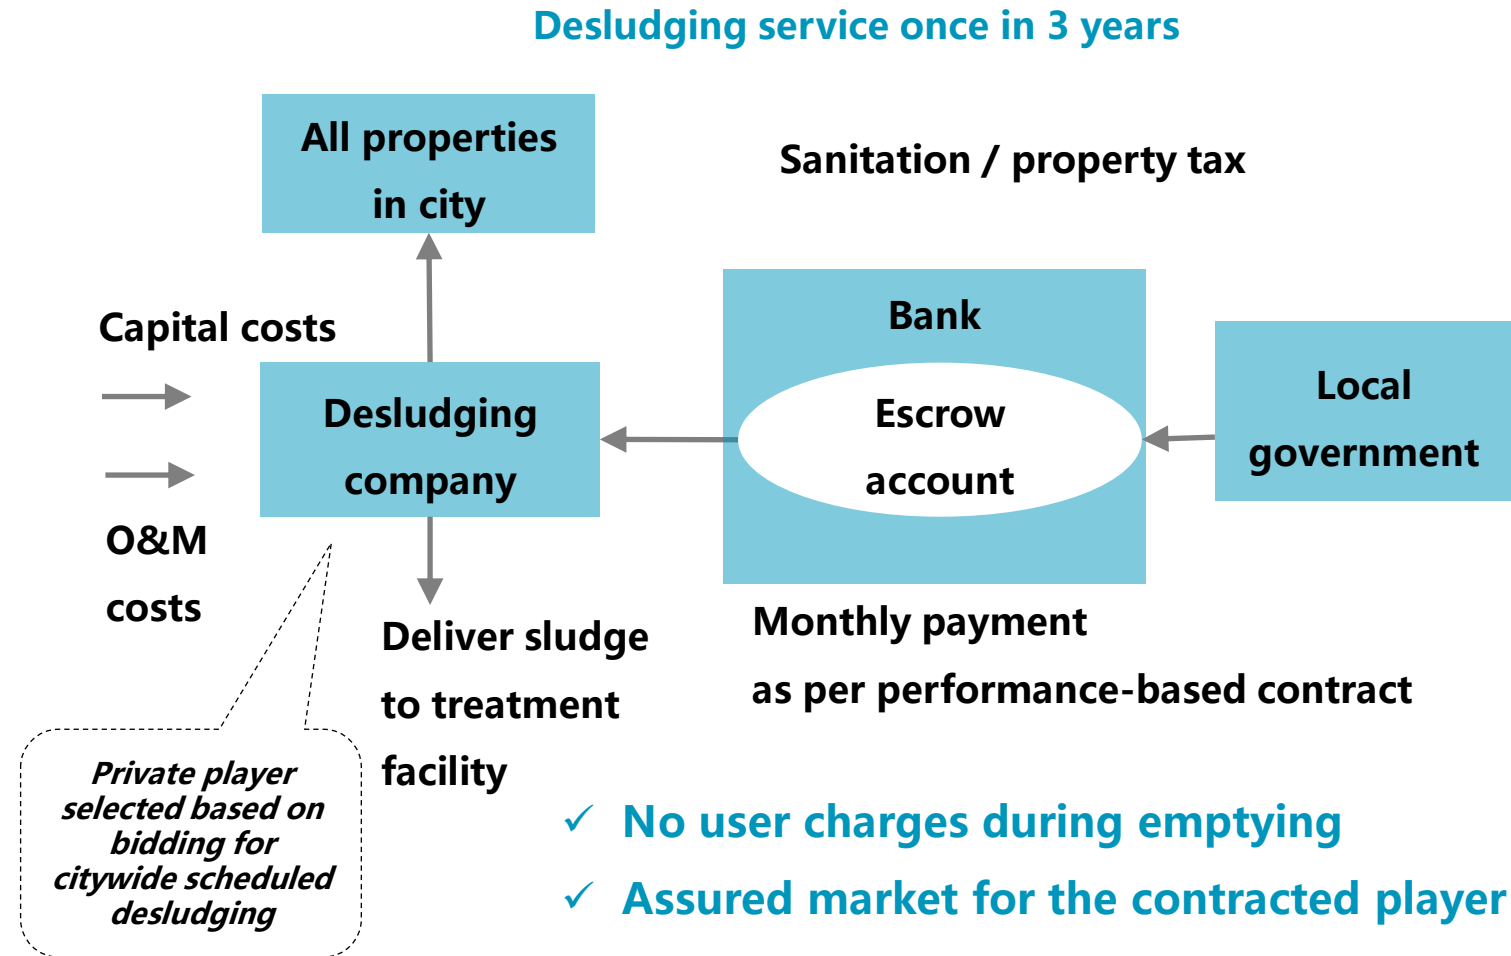 Desludging service once in 3 years
All properties
in city
Sanitation / property tax
Capital costs
Bank
Local
government
Desludging
company
Escrow
account
O&M
costs
Deliver sludge
to treatment
facility
Monthly payment
as per performance-based contract
Private player
selected based on
bidding for
citywide scheduled
desludging
✓ No user charges during emptying
✓ Assured market for the contracted player